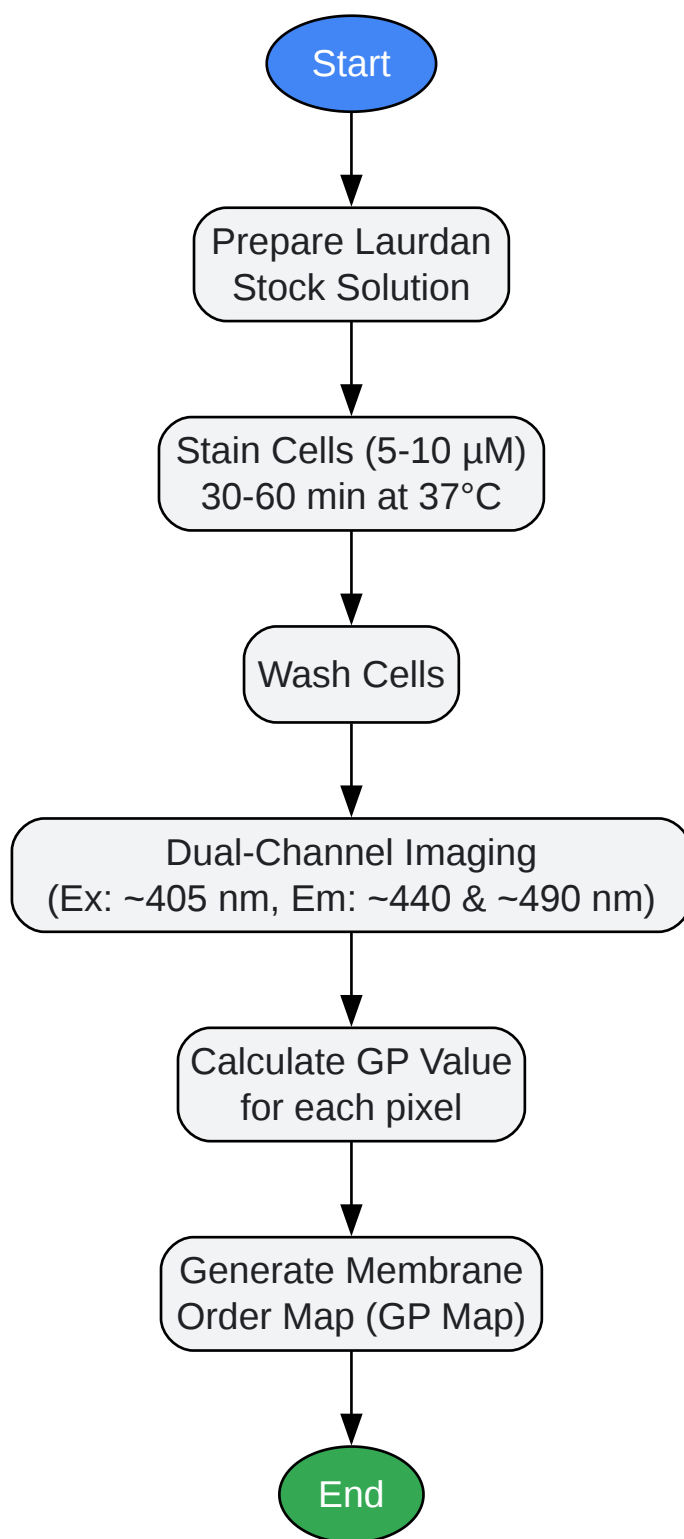 Start
Prepare Laurdan
Stock Solution
Stain Cells (5-10 µM)
30-60 min at 37°C
Wash Cells
Dual-Channel Imaging
(Ex: ~405 nm, Em: ~440 & ~490 nm)
Calculate GP Value
for each pixel
Generate Membrane
Order Map (GP Map)
End